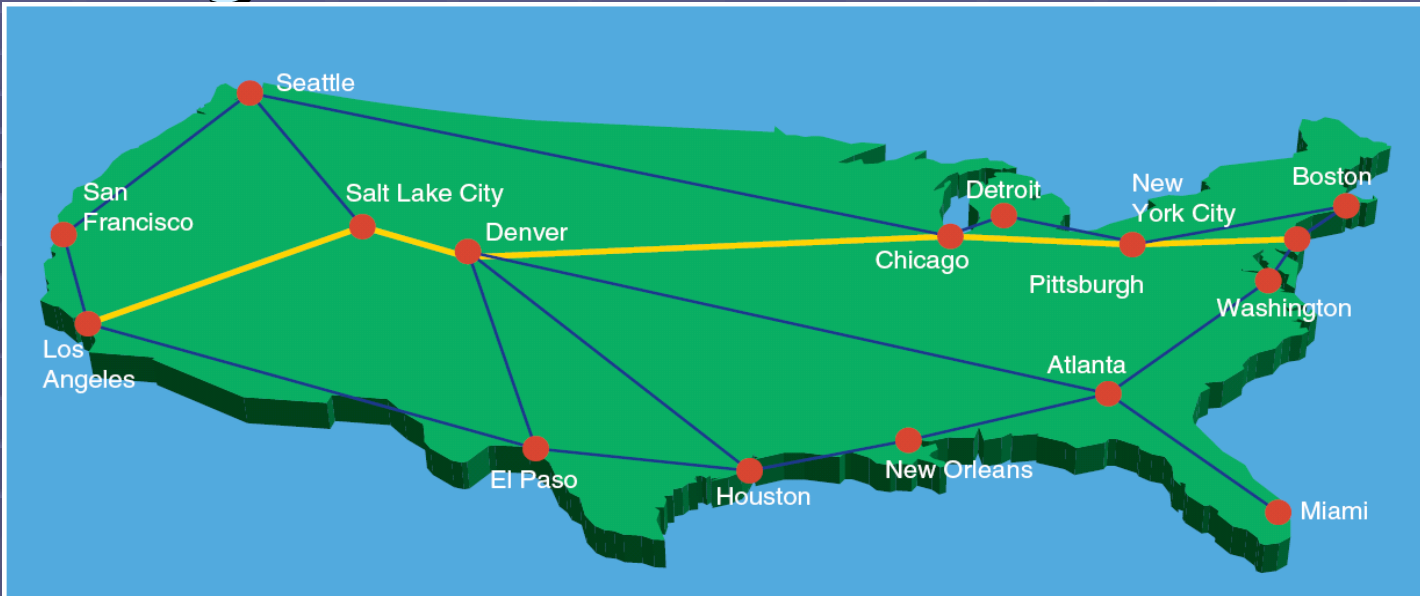 Seattle
San
Francisco
Salt Lake City
Denver
Los
Angeles
El Paso
Houston
New Orleans
Atlanta
Miami
Chicago
Detroit
Pittsburgh
New
York City
Boston
Washington